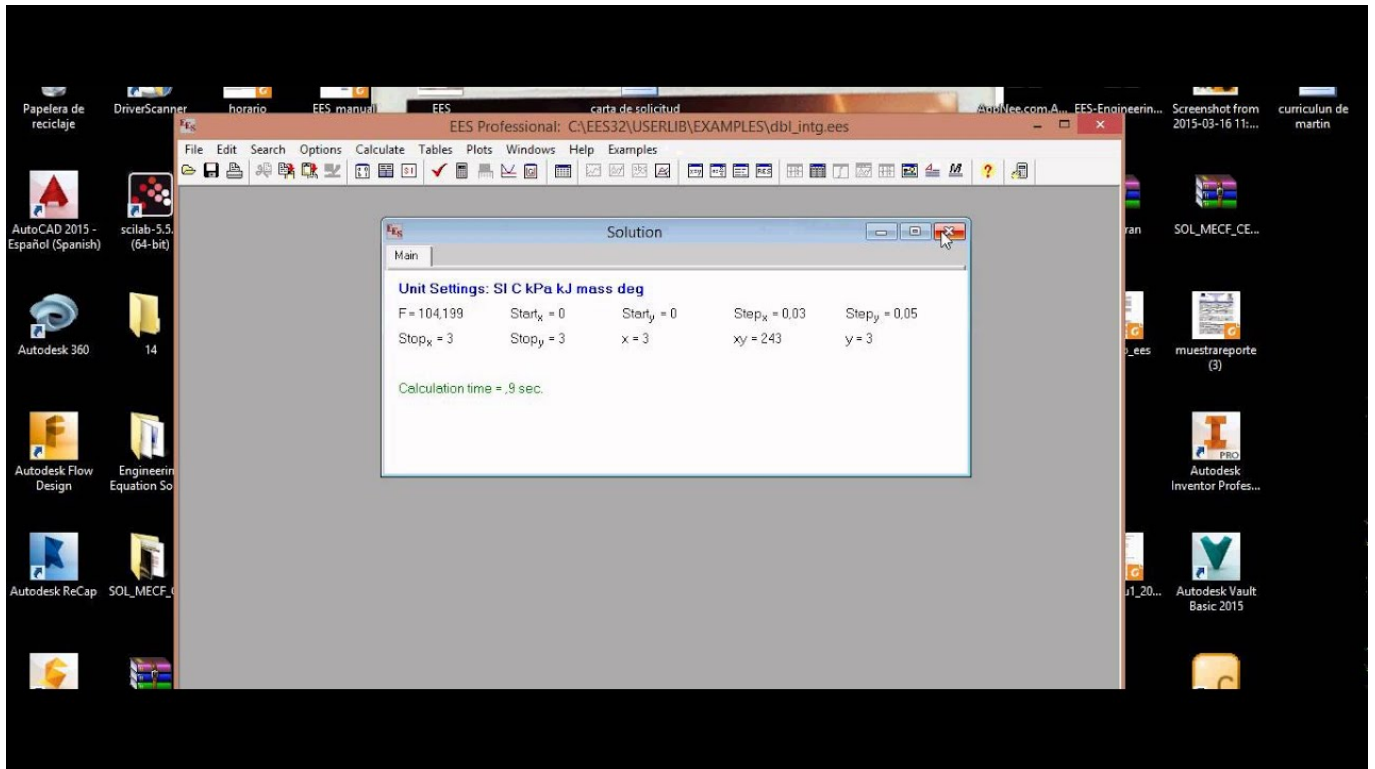 Papelera de reciclaje
DriverScanner
horario
EES manual
EES
carta de solicitud
Screenshot from 2015-03-16 11:...
curriculun de martin
EES Professional: C:\EES32\USERLIB\EXAMPLES\dbl_intg.ees
File Edit Search Options Calculate Tables Plots Windows Help Examples
AutoCAD 2015 - Español (Spanish)
scilab-5.5.
(64-bit)
SOL_MECF_CE...
Solution
Main
Unit Settings: SI C kPa kJ mass deg
F = 104,199 Startx = 0 Starty = 0 Stepx = 0,03 Stepy = 0,05
Stopx = 3 Stopy = 3 x = 3 xy = 243 y = 3
Calculation time = ,9 sec.
Autodesk 360
14
muestrareporte (3)
Autodesk Flow Design
Engineerin
Equation So
PRO
Autodesk Inventor Profes...
Autodesk ReCap
SOL_MECF_
Autodesk Vault Basic 2015